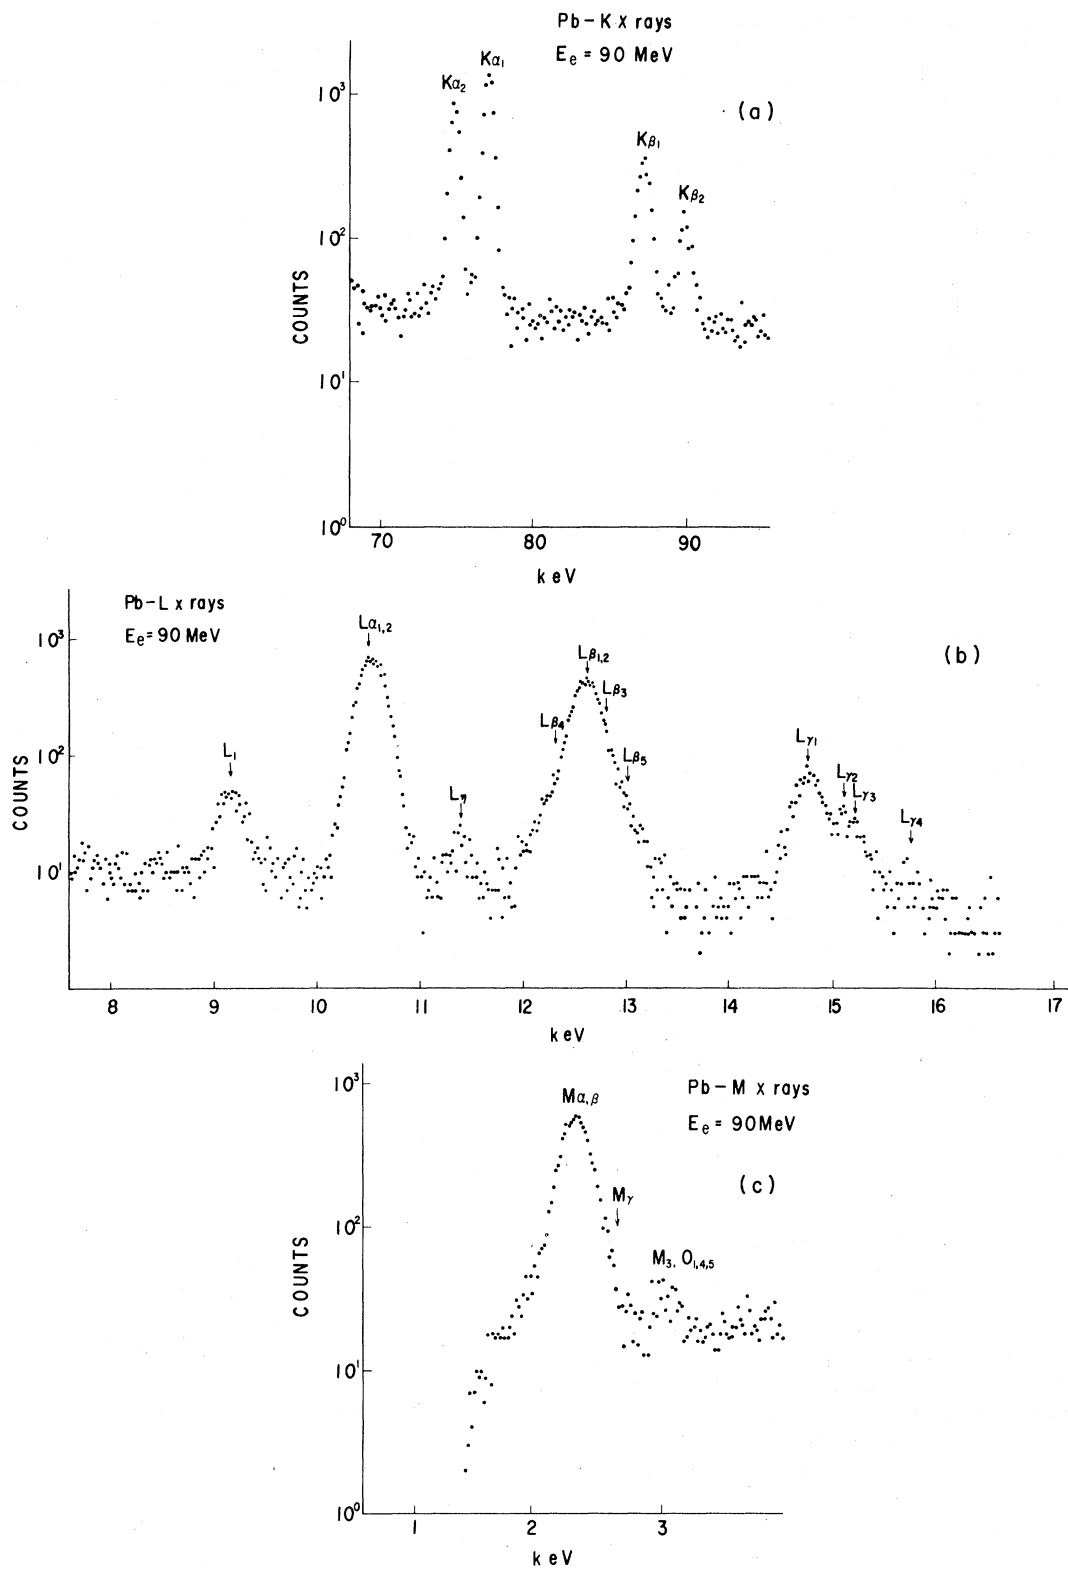 Pb-K X rays
Eₑ = 90 MeV
(a)
Kα₂
Kα₁
Kβ₁
Kβ₂
10³
10²
10¹
10⁰
COUNTS
70 80 90
keV
Pb-L x rays
Eₑ = 90 MeV
(b)
L₁
Lα₁,₂
Lη
Lβ₄
Lβ₁,₂
Lβ₃
Lβ₅
Lγ₁
Lγ₂
Lγ₃
Lγ₄
10³
10²
10¹
COUNTS
8 9 10 11 12 13 14 15 16 17
keV
Pb-M x rays
Eₑ = 90 MeV
(c)
Mα,β
Mγ
M₃, O₁,₄,₅
10³
10²
10¹
10⁰
COUNTS
1 2 3
keV